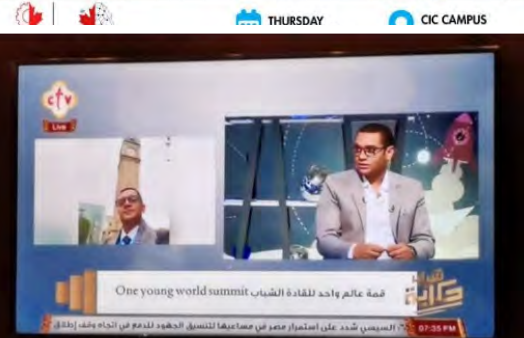 THURSDAY
CIC CAMPUS
ctv
Live
قمة عالم واحد للقادة الشباب One young world summit
حكاية
السيسي شدد على استمرار مصر في مساعيها لتنسيق الجهود للدفع في اتجاه وقف إطلاق
07:35 PM